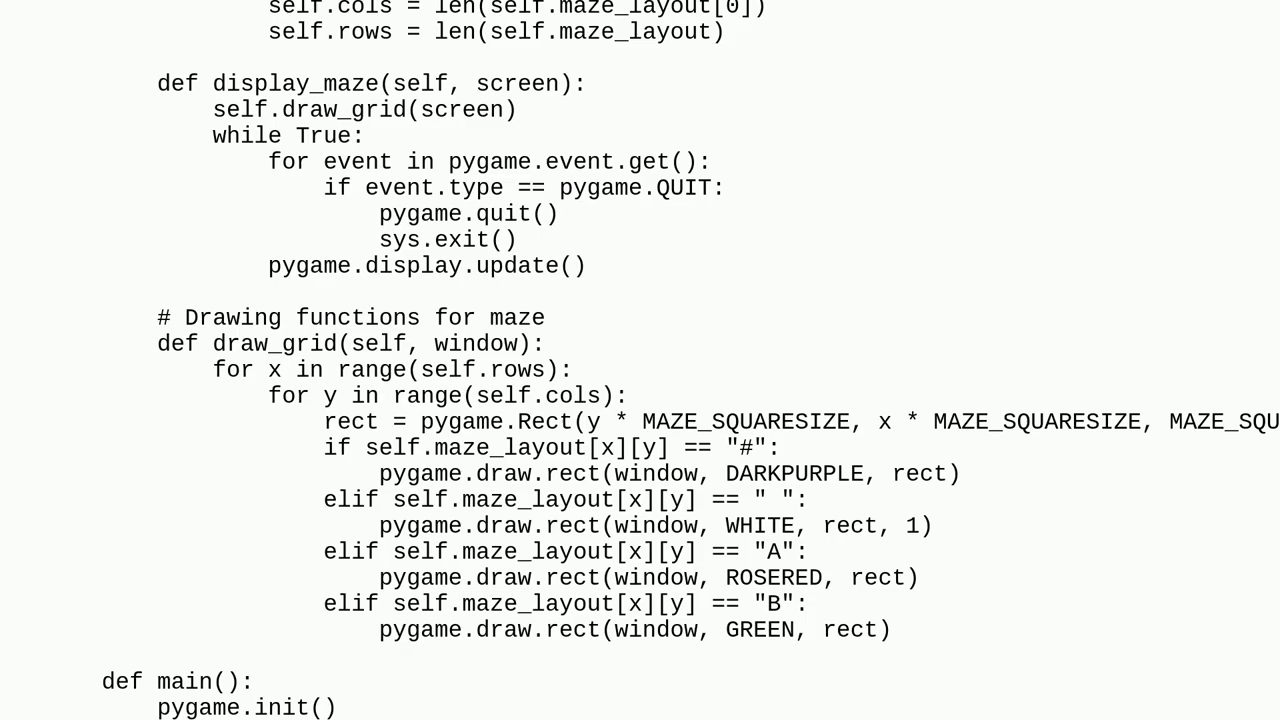 self.cols = len(self.maze_layout[0])
self.rows = len(self.maze_layout)
def display_maze(self, screen):
self.draw_grid(screen)
while True:
for event in pygame.event.get():
if event.type == pygame.QUIT:
pygame.quit()
sys.exit()
pygame.display.update()
# Drawing functions for maze
def draw_grid(self, window):
for x in range(self.rows):
for y in range(self.cols):
rect = pygame.Rect(y * MAZE_SQUARESIZE, x * MAZE_SQUARESIZE, MAZE_SQU
if self.maze_layout[x][y] == "#":
pygame.draw.rect(window, DARKPURPLE, rect)
elif self.maze_layout[x][y] == " ":
pygame.draw.rect(window, WHITE, rect, 1)
elif self.maze_layout[x][y] == "A":
pygame.draw.rect(window, ROSERED, rect)
elif self.maze_layout[x][y] == "B":
pygame.draw.rect(window, GREEN, rect)
def main():
pygame.init()